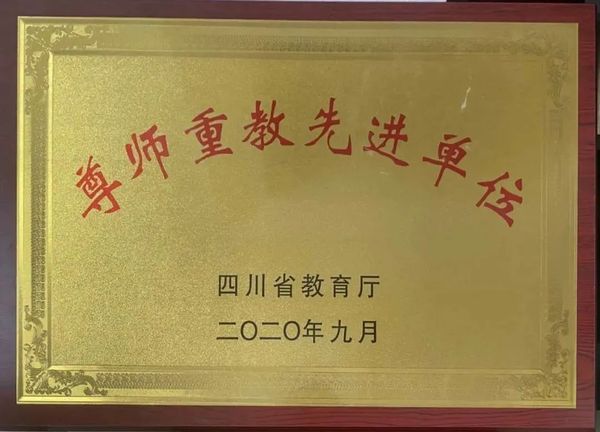 尊师重教先进单位
四川省教育厅
二〇二〇年九月